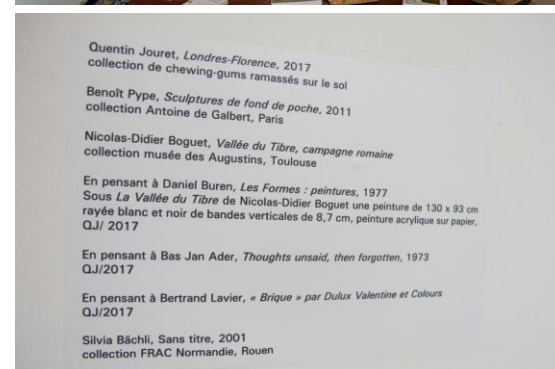 Quentin Jouret, Londres-Florence, 2017
collection de chewing-gums ramassés sur le sol
Benoît Pype, Sculptures de fond de poche, 2011
collection Antoine de Galbert, Paris
Nicolas-Didier Boguet, Vallée du Tibre, campagne romaine
collection musée des Augustins, Toulouse
En pensant à Daniel Buren, Les Formes : peintures, 1977
Sous La Vallée du Tibre de Nicolas-Didier Boguet une peinture de 130 x 93 cm
rayée blanc et noir de bandes verticales de 8,7 cm, peinture acrylique sur papier,
QJ/ 2017
En pensant à Bas Jan Ader, Thoughts unsaid, then forgotten, 1973
QJ/2017
En pensant à Bertrand Lavier, « Brique » par Dulux Valentine et Colours
QJ/2017
Silvia Bächli, Sans titre, 2001
collection FRAC Normandie, Rouen